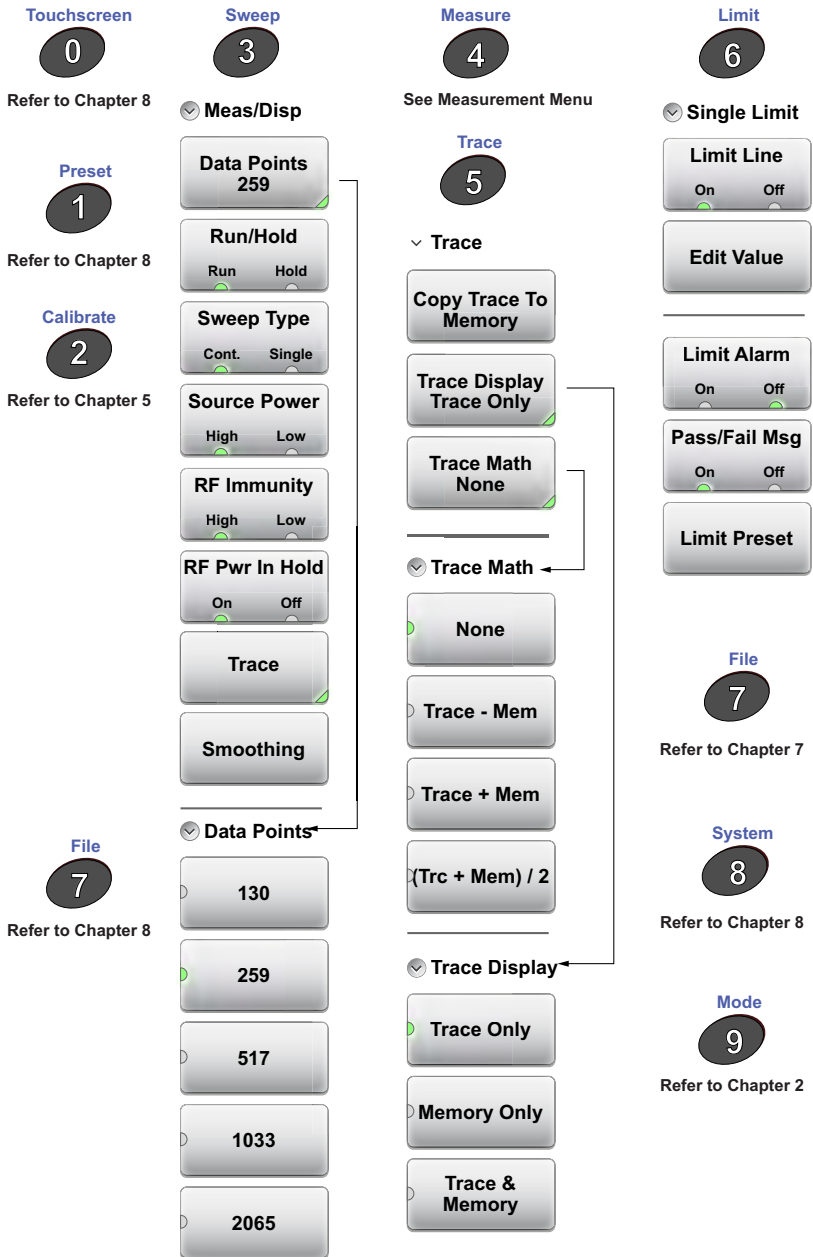 Touchscreen
0
Refer to Chapter 8
Preset
1
Refer to Chapter 8
Calibrate
2
Refer to Chapter 5
File
7
Refer to Chapter 8
Sweep
3
Meas/Disp
Data Points
259
Run/Hold
Run Hold
Sweep Type
Cont. Single
Source Power
High Low
RF Immunity
High Low
RF Pwr In Hold
On Off
Trace
Smoothing
Data Points
130
259
517
1033
2065
Measure
4
See Measurement Menu
Trace
5
Trace
Copy Trace To
Memory
Trace Display
Trace Only
Trace Math
None
Trace Math
None
Trace - Mem
Trace + Mem
(Trc + Mem) / 2
Trace Display
Trace Only
Memory Only
Trace &
Memory
Limit
6
Single Limit
Limit Line
On Off
Edit Value
Limit Alarm
On Off
Pass/Fail Msg
On Off
Limit Preset
File
7
Refer to Chapter 7
System
8
Refer to Chapter 8
Mode
9
Refer to Chapter 2